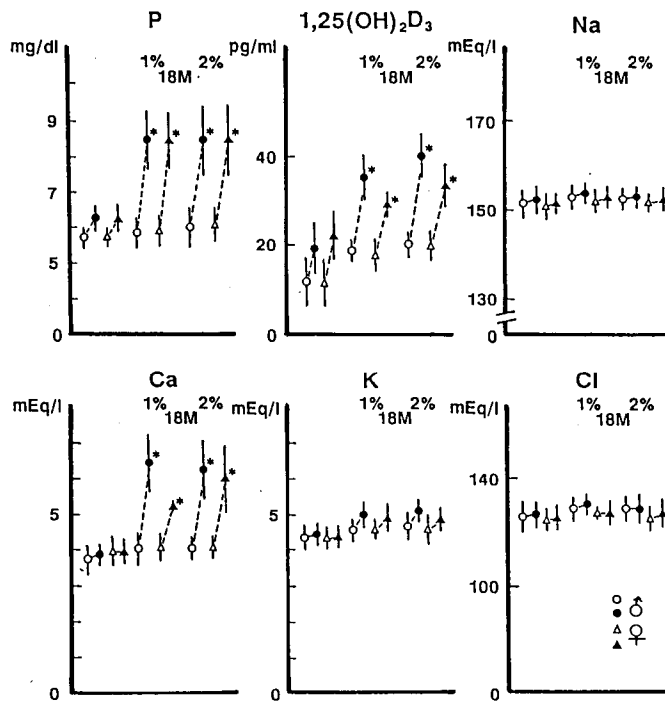 P
mg/dl
1% 2%
18M
9
7
5
0
1,25(OH)₂D₃
pg/ml
1% 2%
18M
40
20
0
Na
mEq/l
1% 2%
18M
170
150
130
0
Ca
mEq/l
1% 2%
18M
5
0
K
mEq/l
1% 2%
18M
5
0
Cl
mEq/l
1% 2%
18M
140
100
0
♂
♀